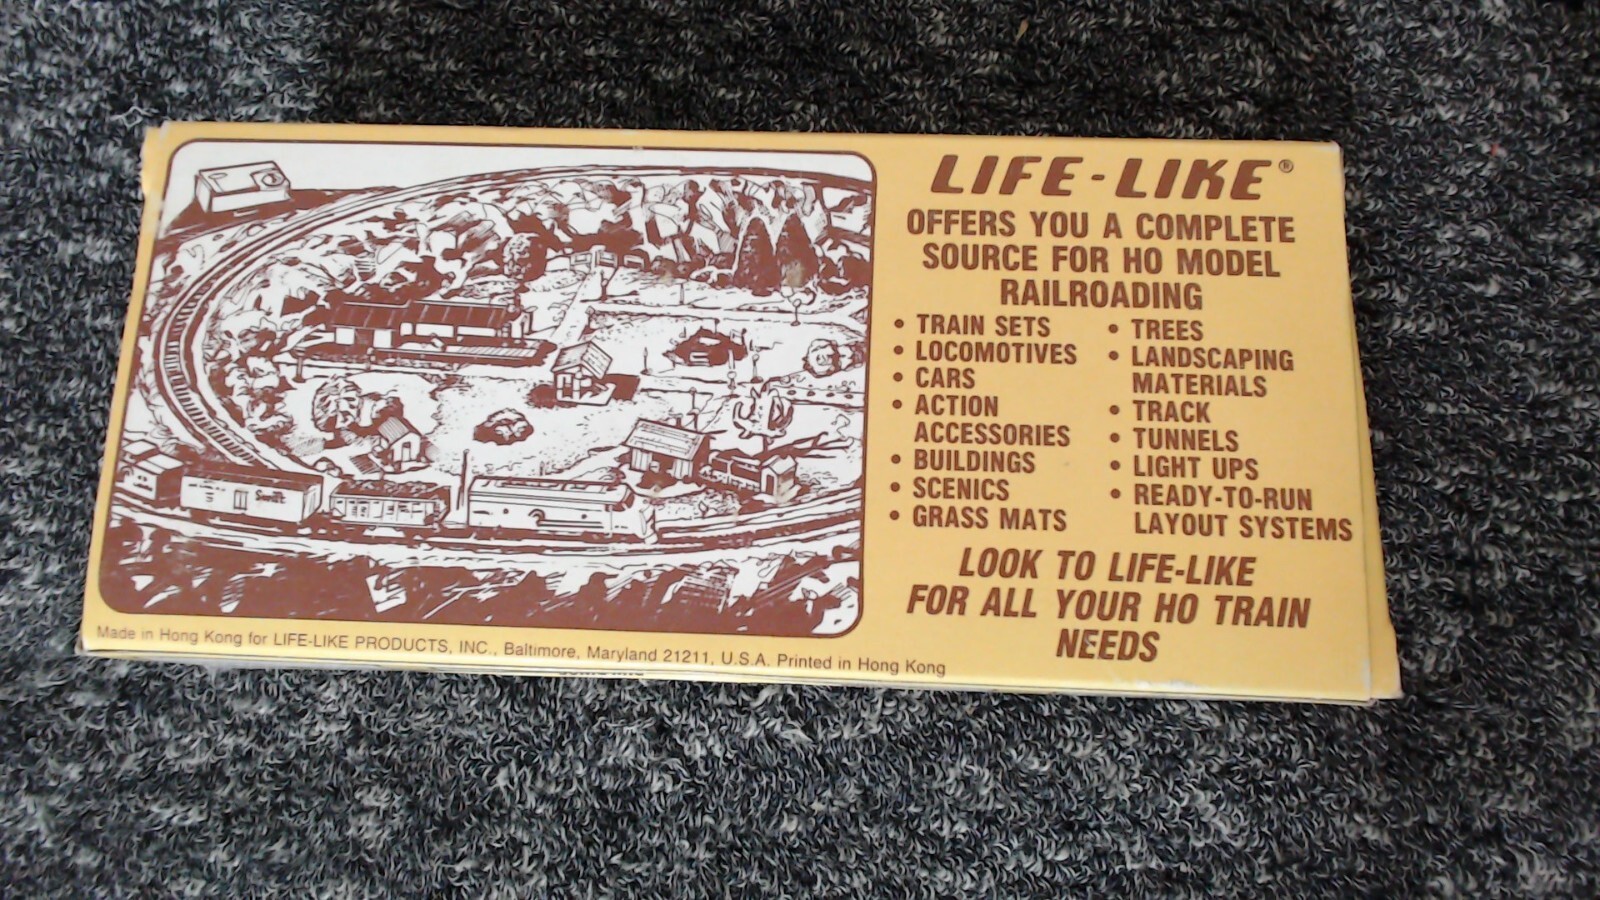 LIFE-LIKE®
OFFERS YOU A COMPLETE
SOURCE FOR HO MODEL
RAILROADING
• TRAIN SETS
• LOCOMOTIVES
• CARS
• ACTION
ACCESSORIES
• BUILDINGS
• SCENICS
• GRASS MATS
• TREES
• LANDSCAPING
MATERIALS
• TRACK
• TUNNELS
• LIGHT UPS
• READY-TO-RUN
LAYOUT SYSTEMS
LOOK TO LIFE-LIKE
FOR ALL YOUR HO TRAIN
NEEDS
Swift
Made in Hong Kong for LIFE-LIKE PRODUCTS, INC., Baltimore, Maryland 21211, U.S.A. Printed in Hong Kong